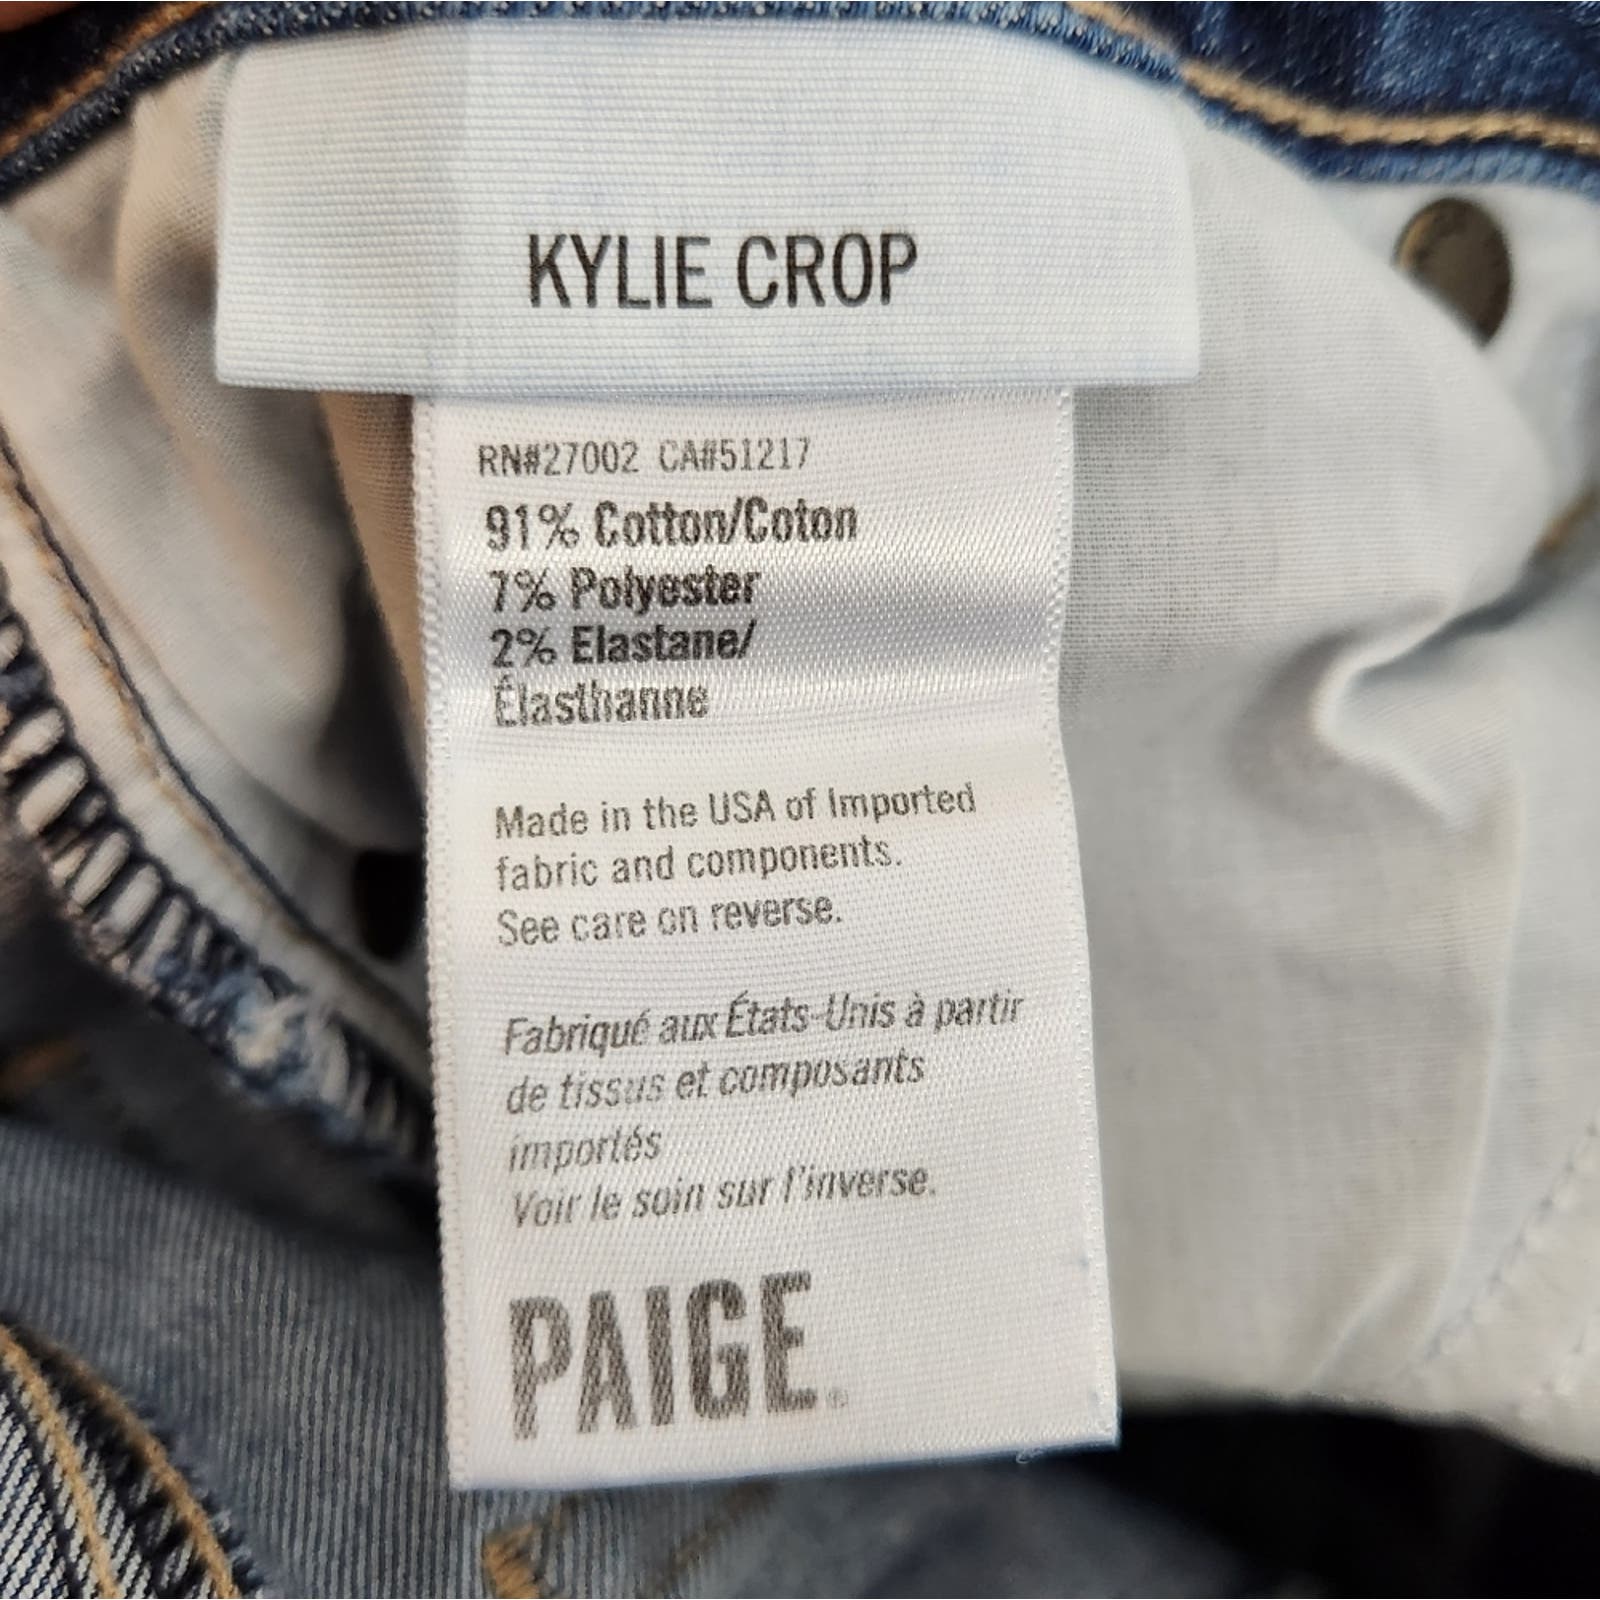 KYLIE CROP
RN#27002 CA#51217
91% Cotton/Coton
7% Polyester
2% Elastane/
Élasthanne
Made in the USA of Imported
fabric and components.
See care on reverse.
Fabriqué aux États-Unis à partir
de tissus et composants
importés
Voir le soin sur l'inverse.
PAIGE®